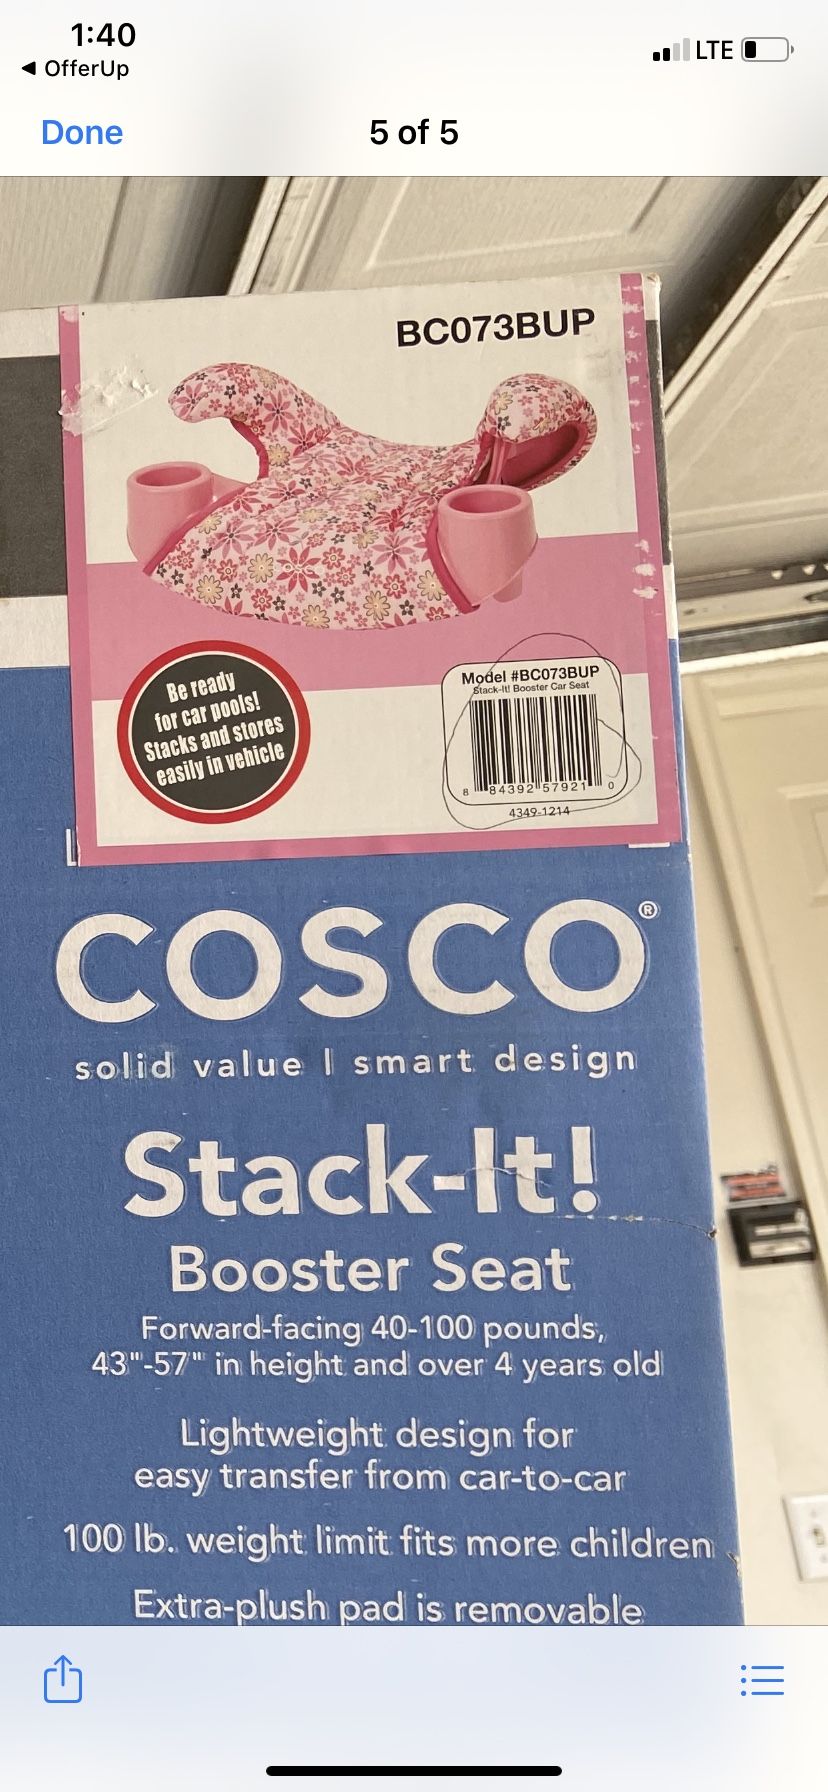 1:40
◀ OfferUp
LTE
Done
5 of 5
BC073BUP
Be ready
for car pools!
Stacks and stores
easily in vehicle
Model #BC073BUP
Stack-It! Booster Car Seat
8 84392 57921 0
4349-1214
L
COSCO®
solid value | smart design
Stack-It!
Booster Seat
Forward-facing 40-100 pounds,
43"-57" in height and over 4 years old
Lightweight design for
easy transfer from car-to-car
100 lb. weight limit fits more children
Extra-plush pad is removable